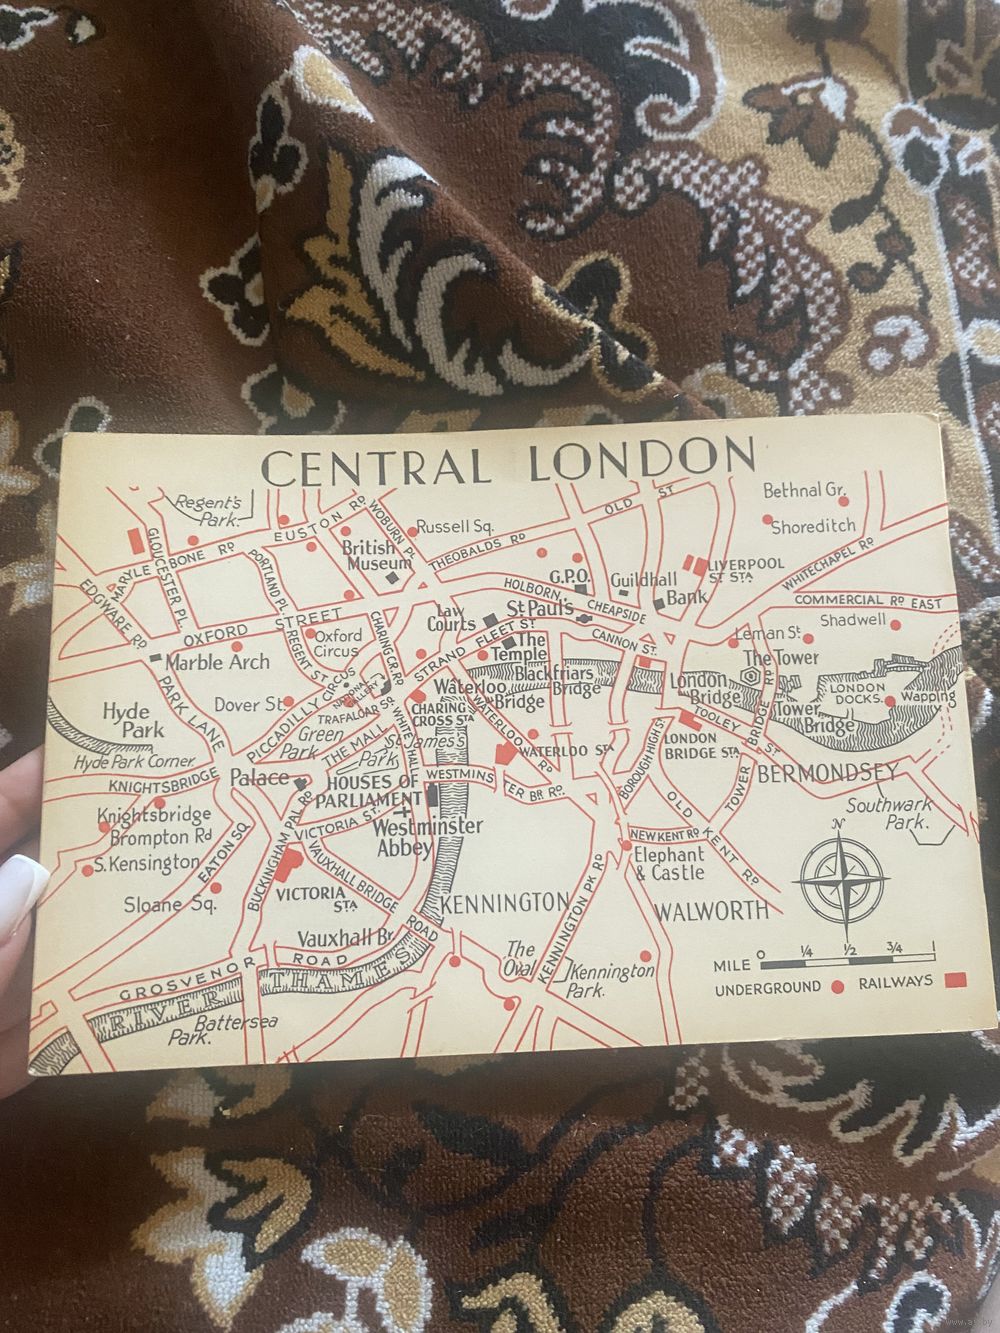 CENTRAL LONDON
Regent's
Park.
EUSTON RD
WOBURN PL.
Russell Sq.
OLD ST
Bethnal Gr.
Shoreditch
GLOUCESTER PL.
MARYLEBONE RD
PORTLAND PL.
British
Museum
THEOBALDS RD
G.P.O.
Guildhall
LIVERPOOL
ST STA
WHITECHAPEL RD
EDGWARE RD
HOLBORN
CHEAPSIDE
Bank
COMMERCIAL RD EAST
OXFORD STREET
REGENT ST
Oxford
Circus
CHARING CR. RD
Law
Courts
St Paul's
FLEET ST
STRAND
CANNON ST
Leman St.
Shadwell
Marble Arch
The
Temple
Blackfriars
Bridge
The Tower
PARK LANE
Dover St.
PICCADILLY CIRCUS
NATIONAL
GALLERY
TRAFALGAR
Waterloo
Bridge
London
Bridge
Tower
Bridge
LONDON
DOCKS.
Wapping
Hyde
Park
Hyde Park Corner.
Green
Park
THE MALL
WHITEHALL
CHARING
CROSS STA
WATERLOO RD
WATERLOO STA
BOROUGH HIGH ST
LONDON
BRIDGE STA
TOOLEY ST
TOWER BRIDGE RD
St. James's
Park
KNIGHTSBRIDGE
Palace
HOUSES OF
PARLIAMENT
WESTMINSTER BR. RD.
BERMONDSEY
Southwark
Park.
Knightsbridge
Brompton Rd
S. Kensington
EATON SQ.
BUCKINGHAM PAL RD
VICTORIA ST.
Westminster
Abbey
OLD KENT RD
NEW KENT RD
Elephant
& Castle
N
Sloane Sq.
VICTORIA
STA
VAUXHALL BRIDGE ROAD
KENNINGTON
KENNINGTON PK RD
WALWORTH
Vauxhall Br.
GROSVENOR ROAD
RIVER THAMES
The
Oval
Kennington
Park.
Battersea
Park.
MILE 0 ¼ ½ ¾ 1
UNDERGROUND RAILWAYS
www.ay.by